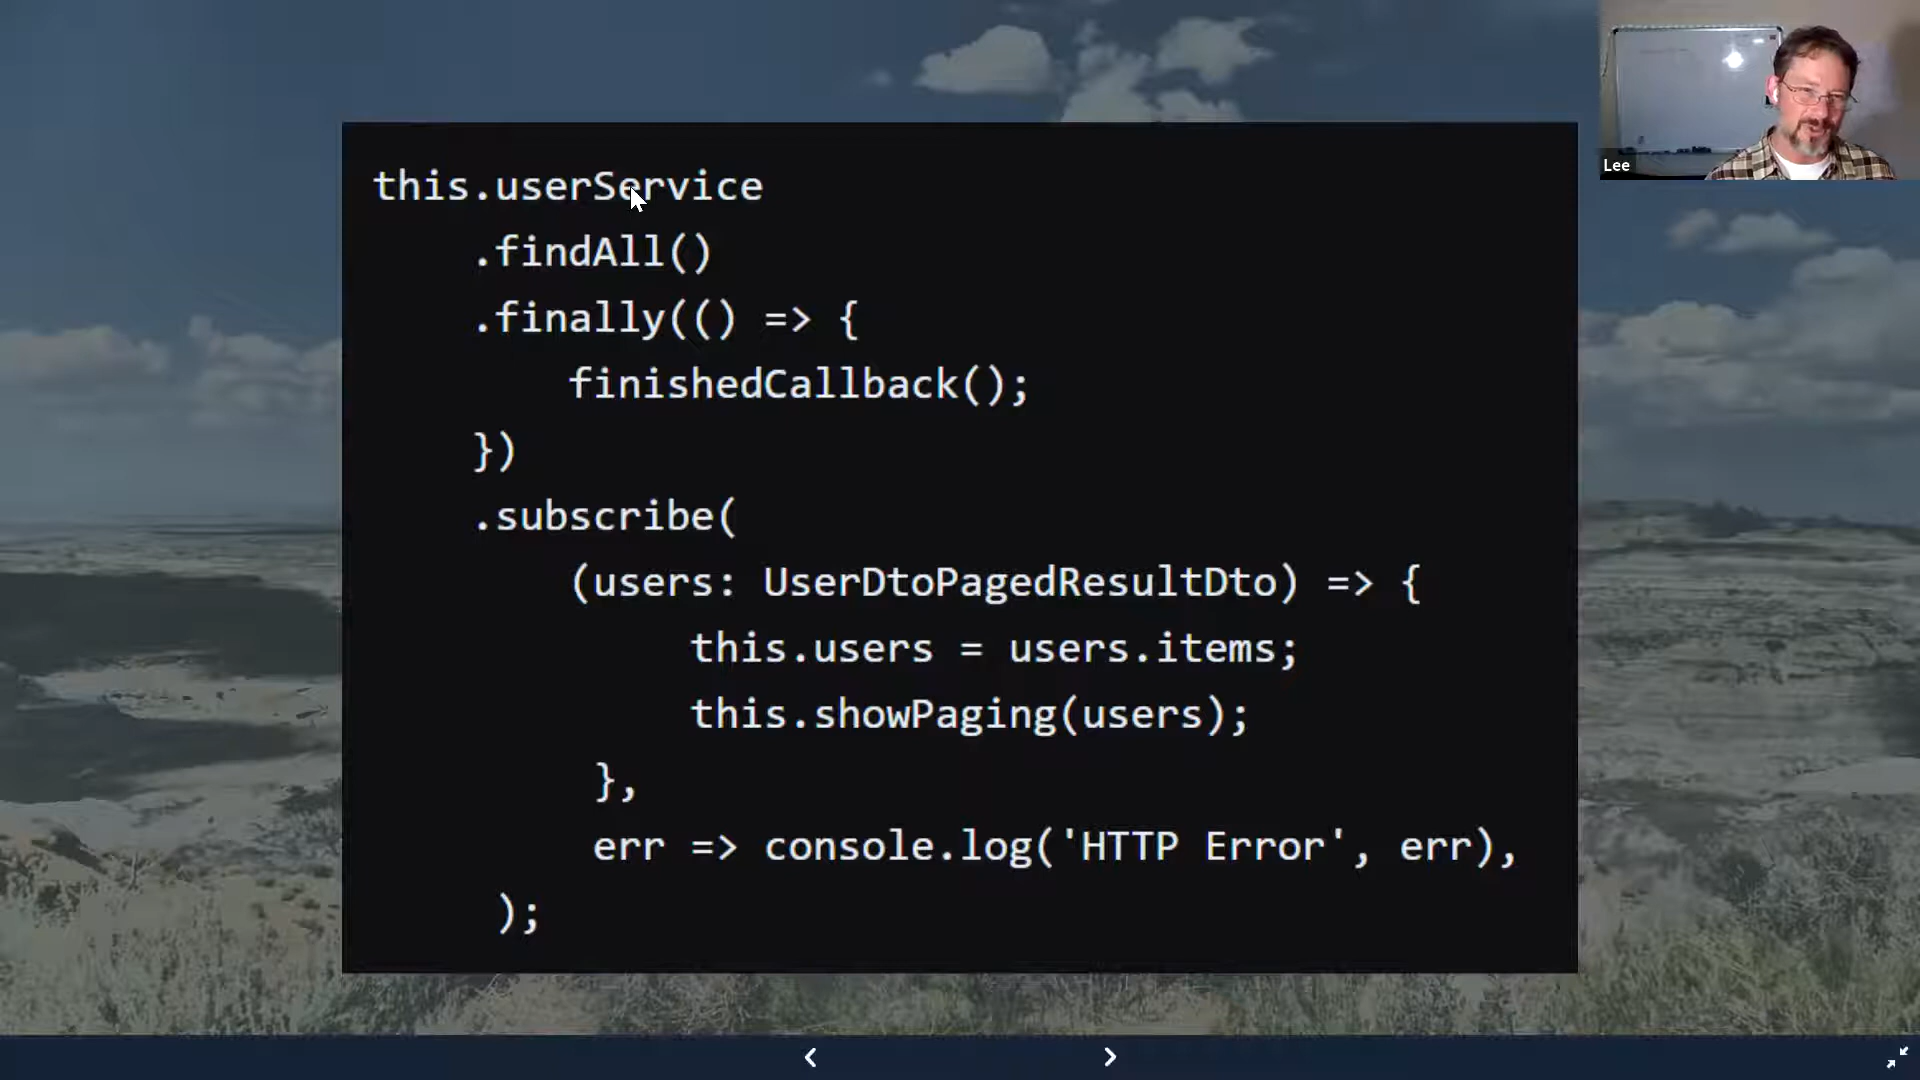 this.userService
.findAll()
.finally(() => {
finishedCallback();
})
.subscribe(
(users: UserDtoPagedResultDto) => {
this.users = users.items;
this.showPaging(users);
},
err => console.log('HTTP Error', err),
);
Lee